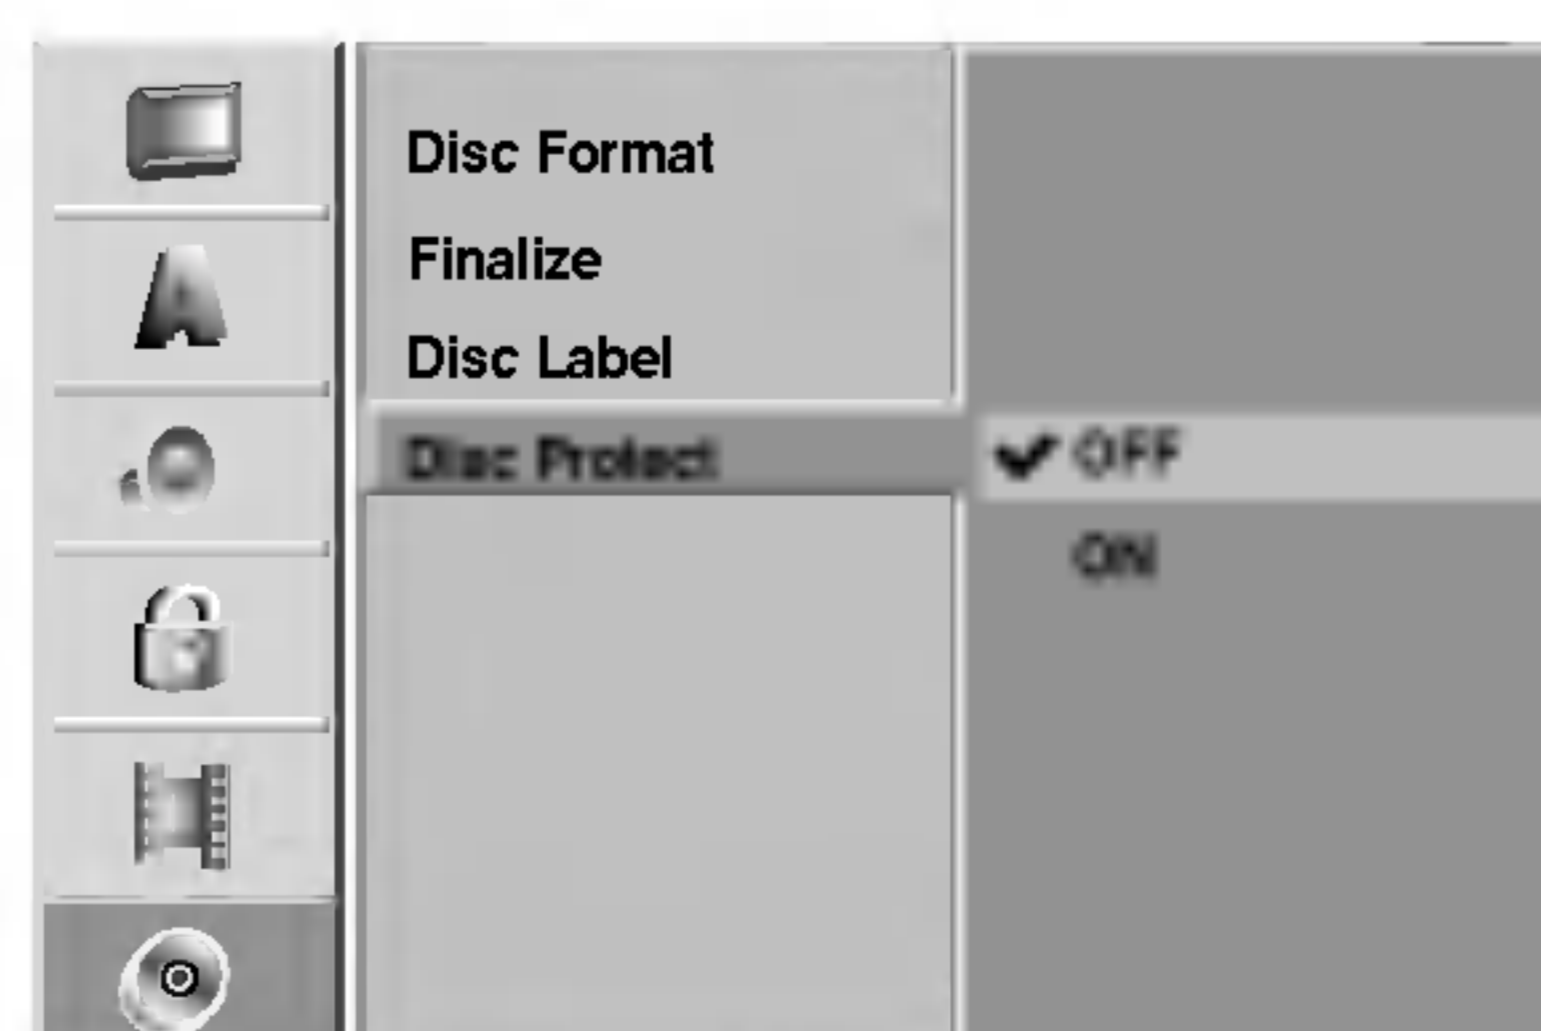 Disc Format
Finalize
Disc Label
Disc Protect
✔ OFF
ON